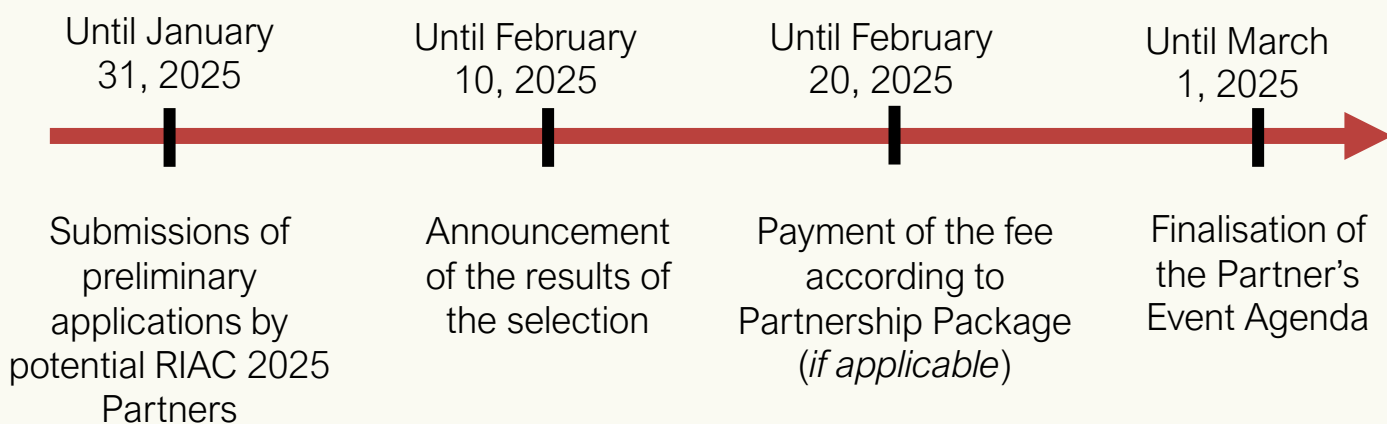 Until January
31, 2025
Until February
10, 2025
Until February
20, 2025
Until March
1, 2025
Submissions of
preliminary
applications by
potential RIAC 2025
Partners
Announcement
of the results of
the selection
Payment of the fee
according to
Partnership Package
(if applicable)
Finalisation of
the Partner's
Event Agenda